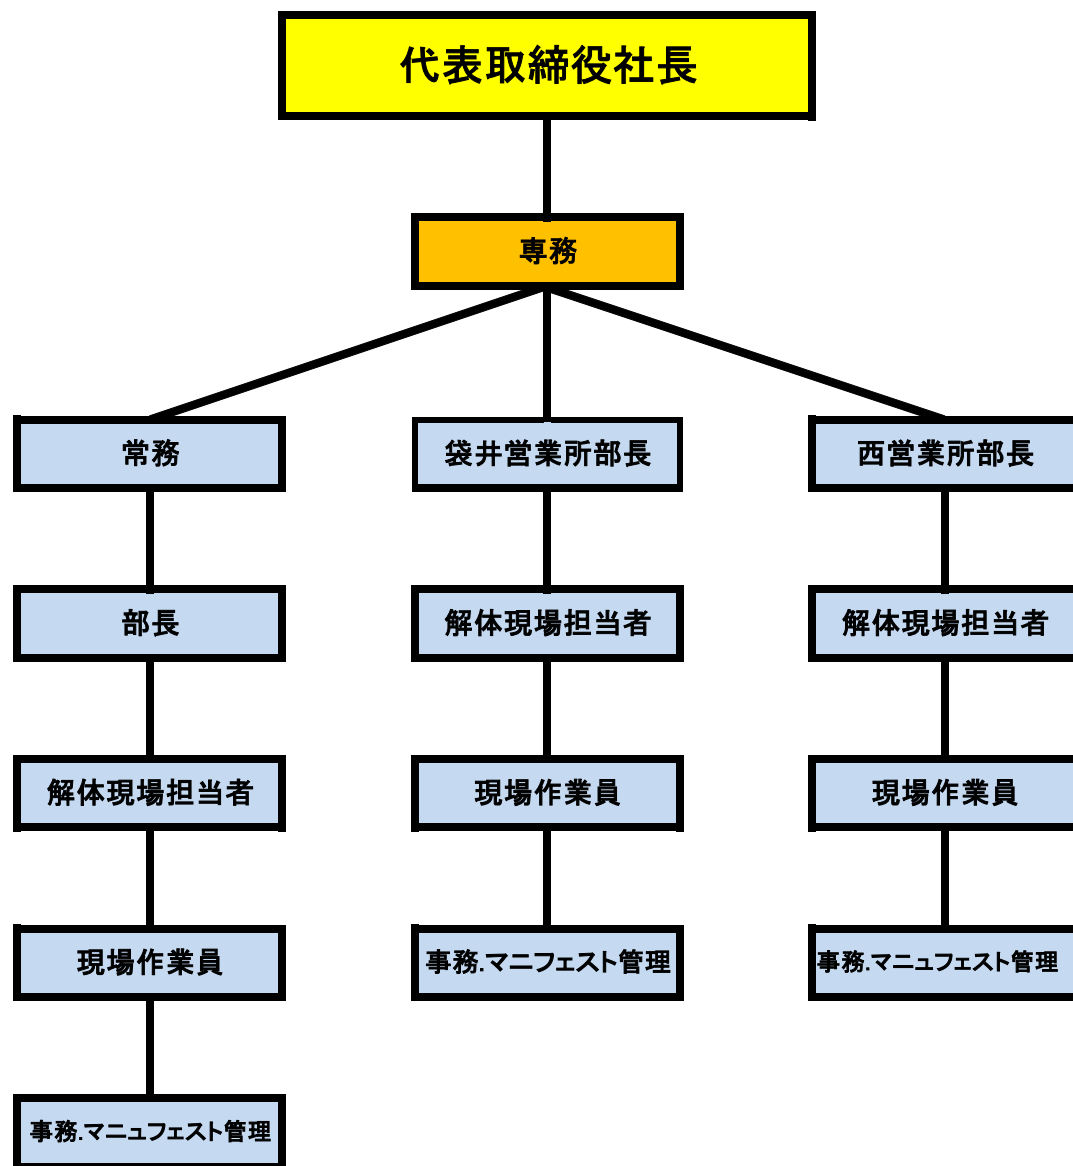 代表取締役社長
専務
常務
袋井営業所部長
西営業所部長
部長
解体現場担当者
解体現場担当者
解体現場担当者
現場作業員
現場作業員
現場作業員
事務.マニフェスト管理
事務.マニュフェスト管理
事務.マニュフェスト管理